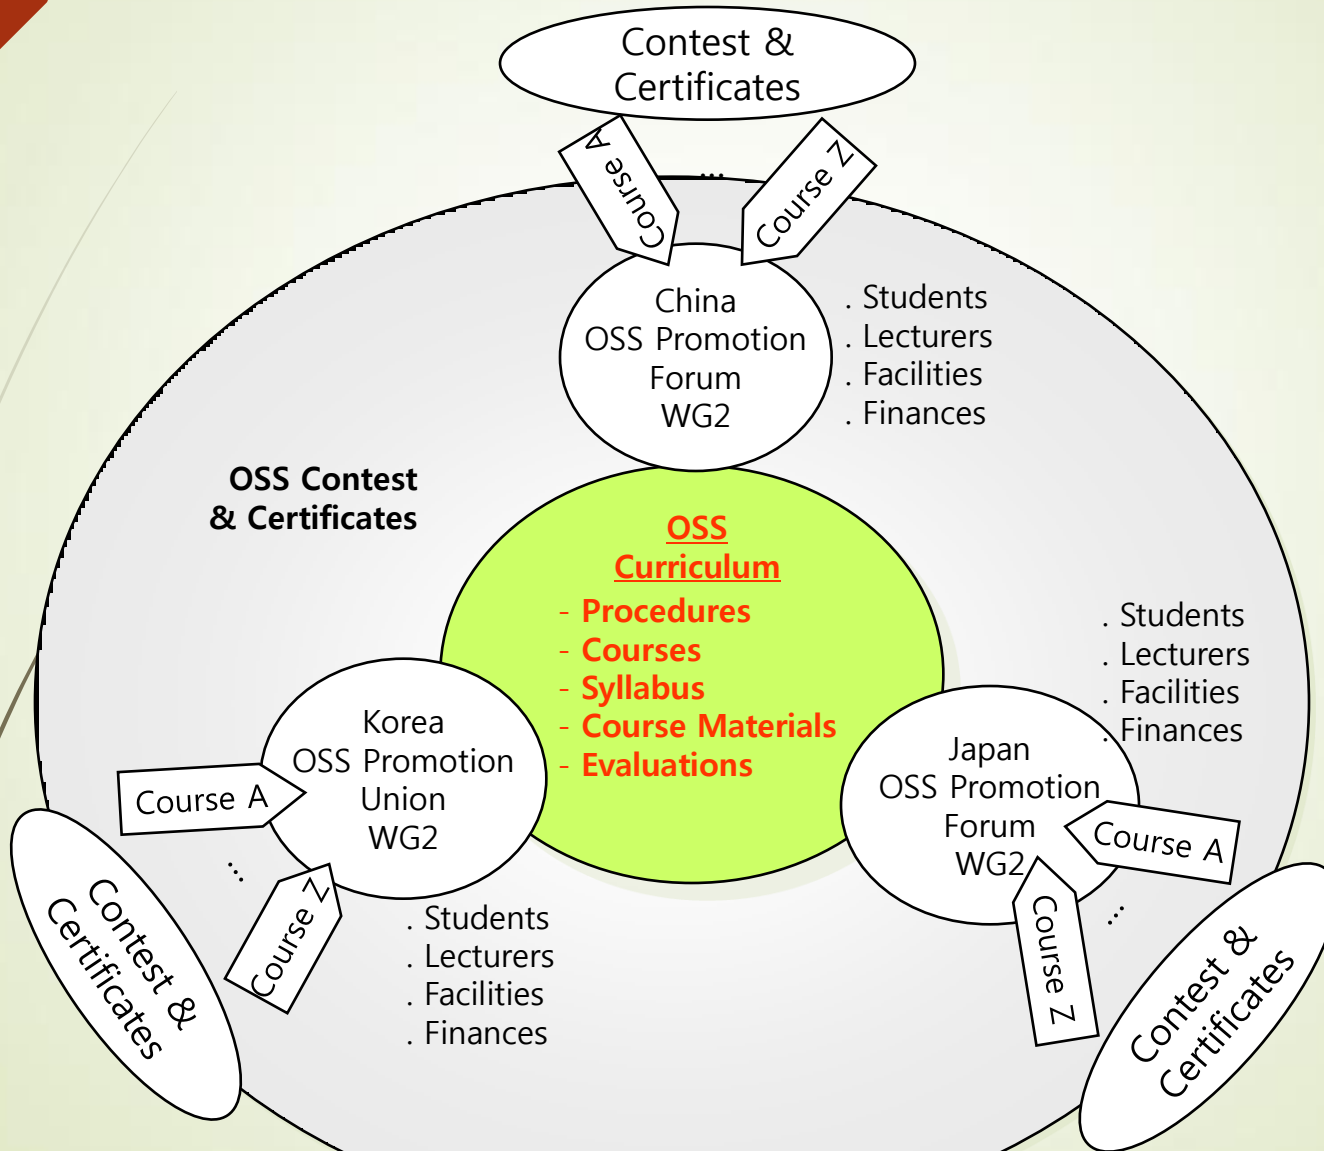 Contest &
Certificates
Course A
...
Course Z
China
OSS Promotion
Forum
WG2
. Students
. Lecturers
. Facilities
. Finances
OSS Contest
& Certificates
OSS
Curriculum
- Procedures
- Courses
- Syllabus
- Course Materials
- Evaluations
Korea
OSS Promotion
Union
WG2
Course A
...
Course Z
. Students
. Lecturers
. Facilities
. Finances
Contest &
Certificates
. Students
. Lecturers
. Facilities
. Finances
Japan
OSS Promotion
Forum
WG2
Course A
...
Course Z
Contest &
Certificates